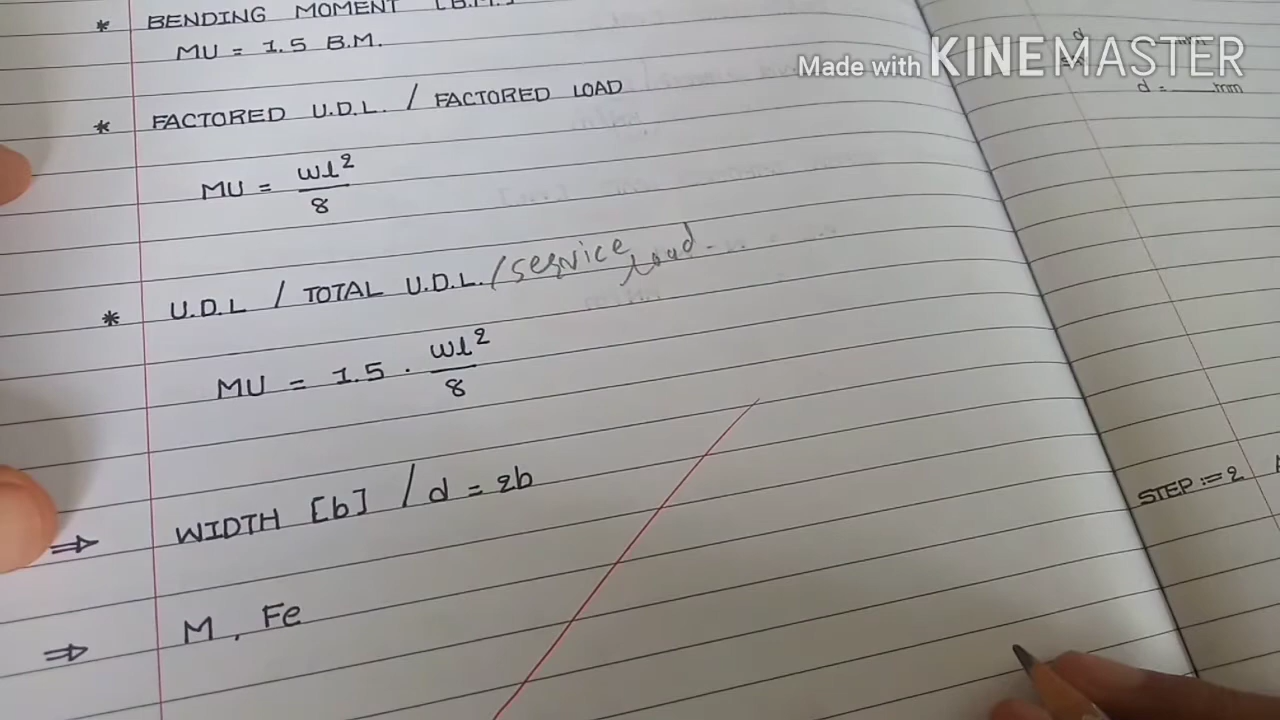 * BENDING MOMENT [B.M.]
MU = 1.5 B.M.
* FACTORED U.D.L. / FACTORED LOAD
MU = wl²/8
* U.D.L / TOTAL U.D.L. / service load
MU = 1.5 . wl²/8
⇒ WIDTH [b] / d = 2b
⇒ M, Fe
Made with KINEMASTER
d
d = ____mm
STEP := 2